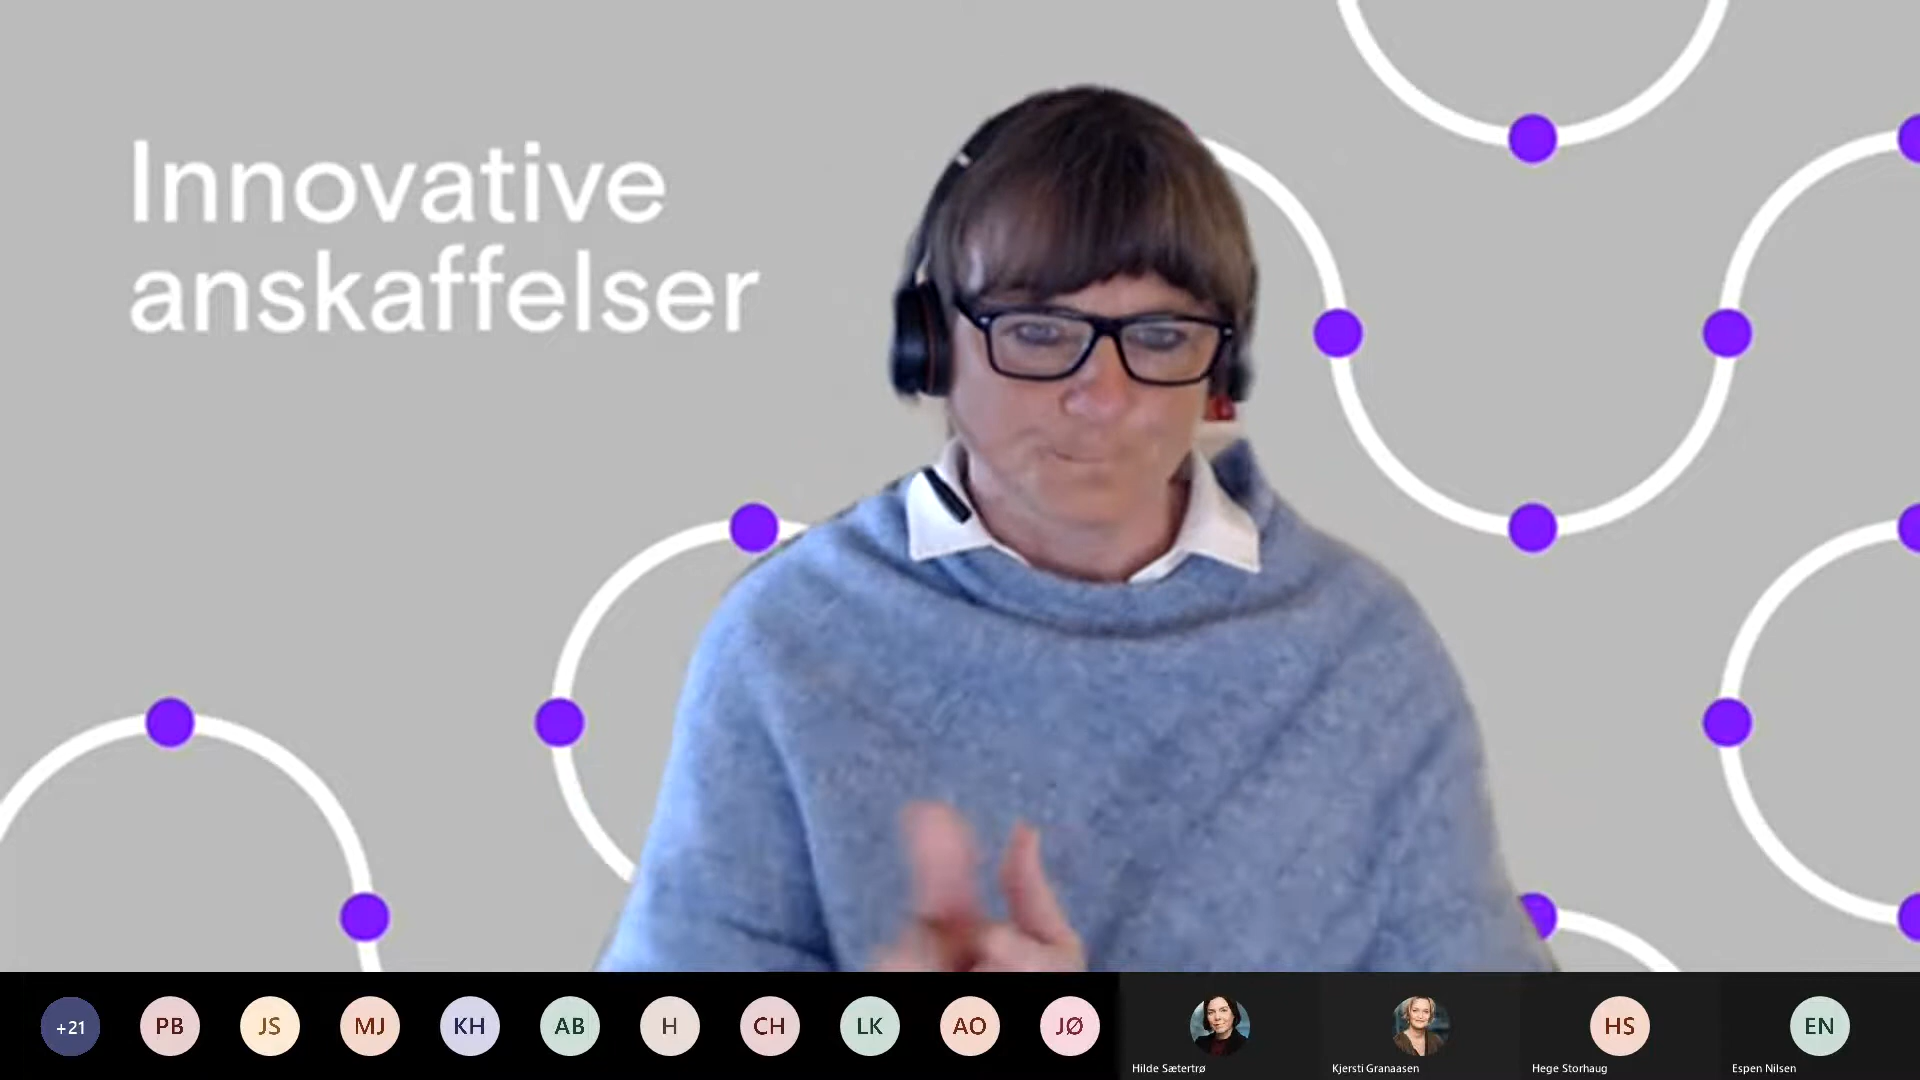 Innovative
anskaffelser
+21
PB
JS
MJ
KH
AB
H
CH
LK
AO
JØ
HS
EN
Hilde Sætertrø
Kjersti Granaasen
Hege Storhaug
Espen Nilsen